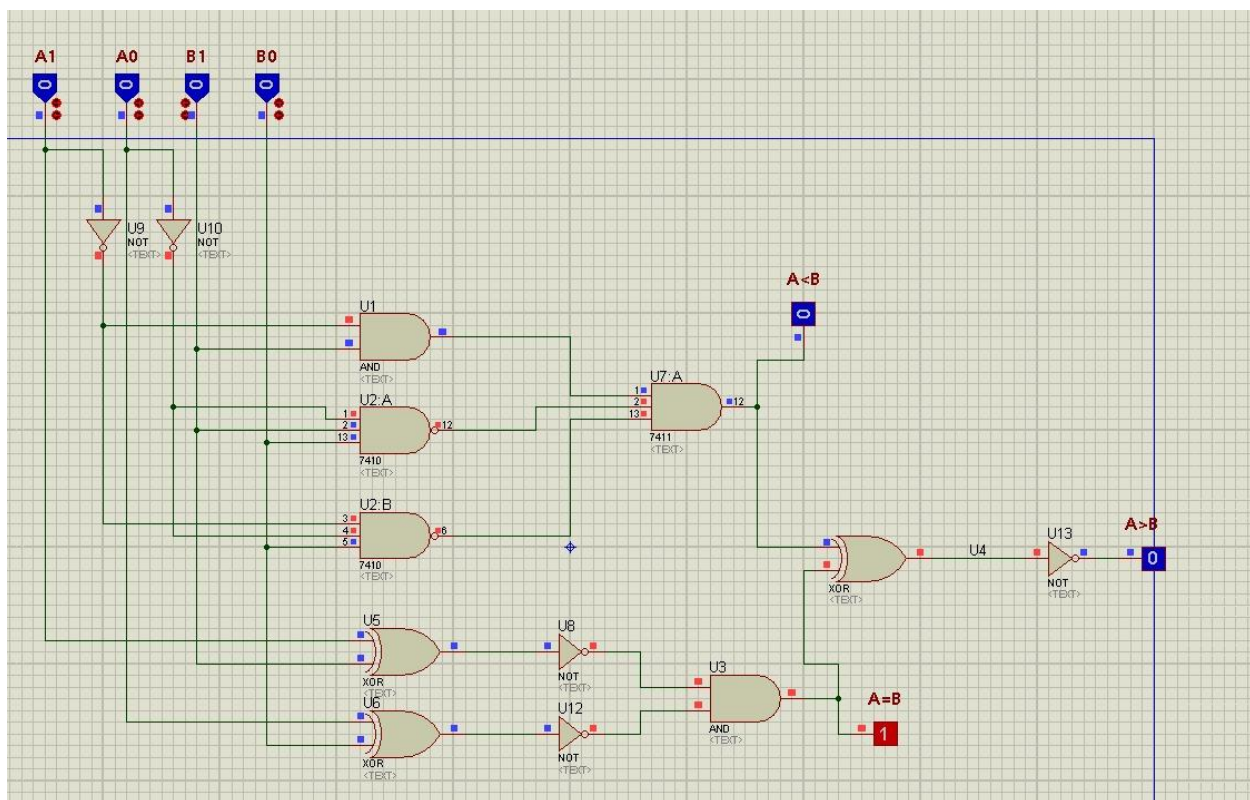 A1 A0 B1 B0
0 0 0 0
U9
NOT
<TEXT>
U10
NOT
<TEXT>
A<B
0
U1
AND
<TEXT>
U2:A
1
2
13
12
7410
<TEXT>
U7:A
1
2
13
12
7411
<TEXT>
U2:B
3
4
5
6
7410
<TEXT>
XOR
<TEXT>
U4
U13
NOT
<TEXT>
A>B
0
U5
XOR
<TEXT>
U8
NOT
<TEXT>
U6
XOR
<TEXT>
U12
NOT
<TEXT>
U3
AND
<TEXT>
A=B
1